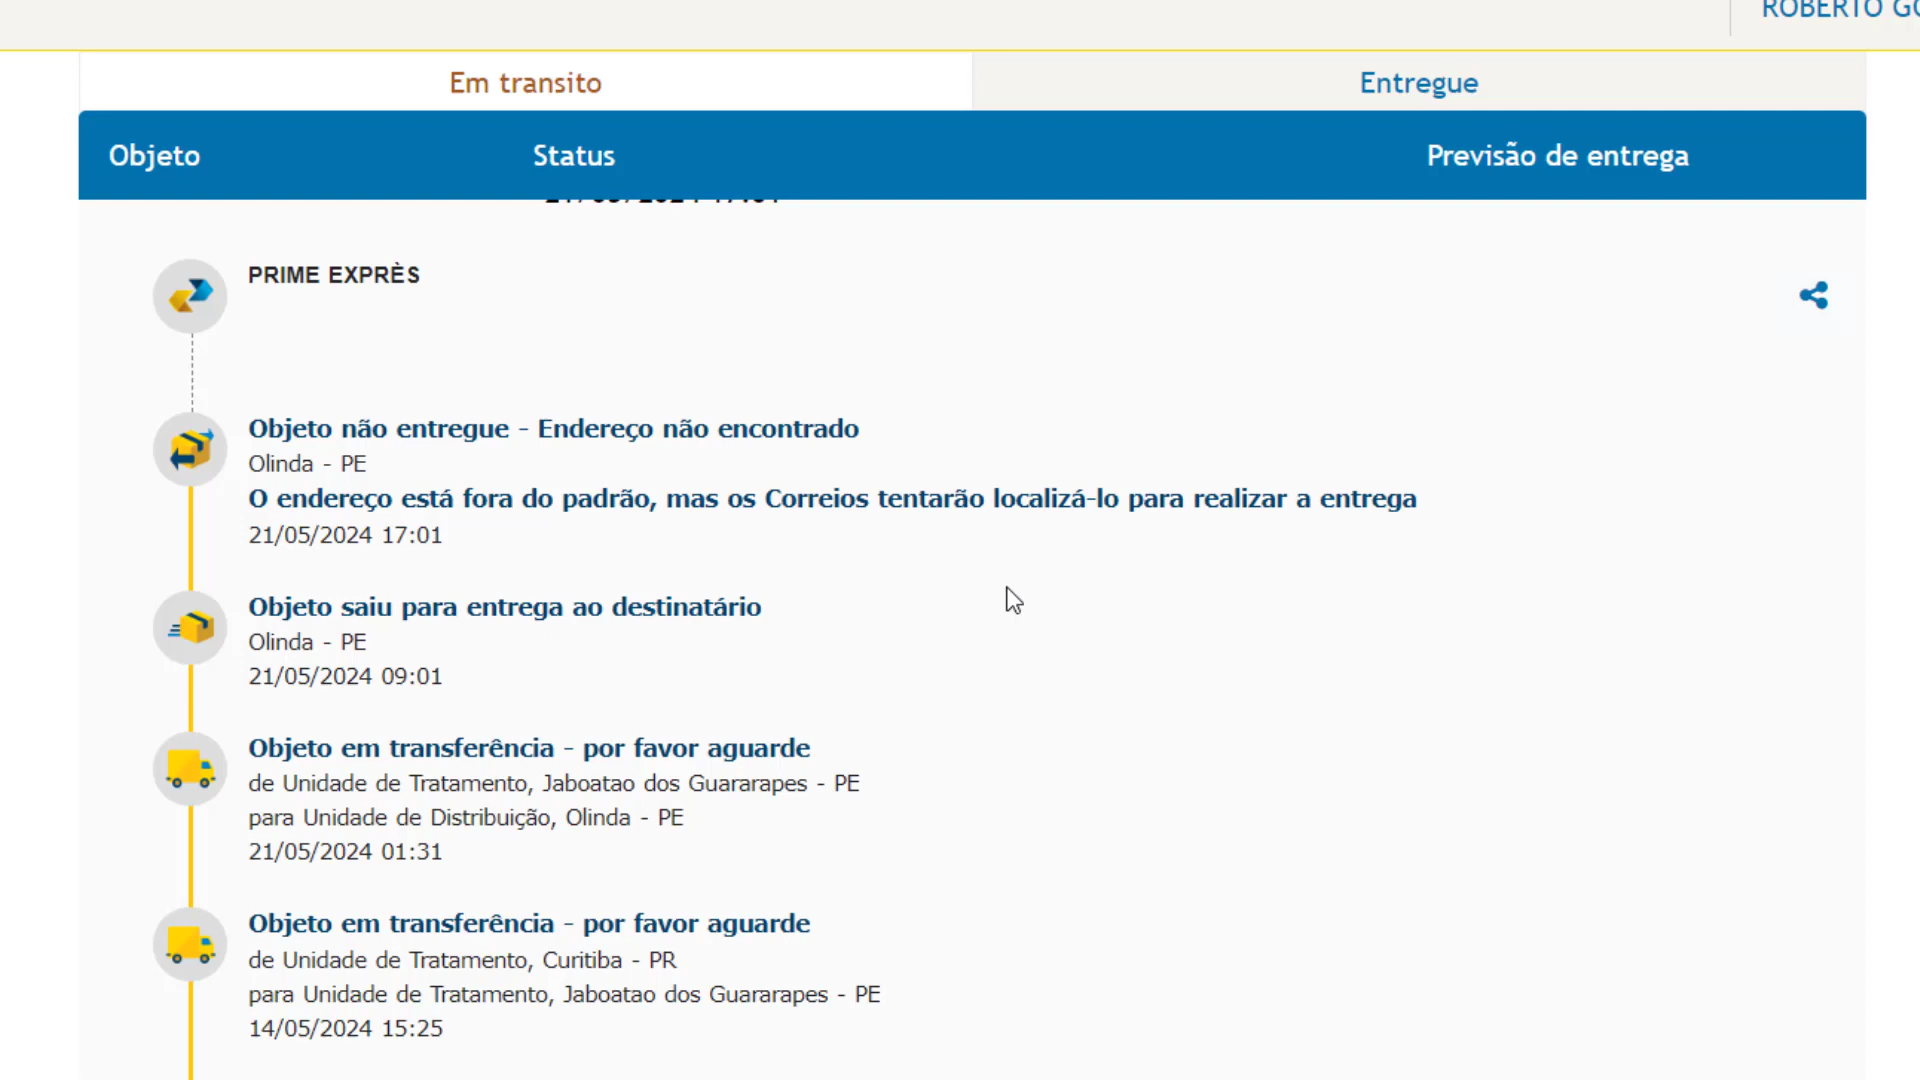 ROBERTO
Em transito
Entregue
Objeto
Status
Previsão de entrega
PRIME EXPRÈS
Objeto não entregue - Endereço não encontrado
Olinda - PE
O endereço está fora do padrão, mas os Correios tentarão localizá-lo para realizar a entrega
21/05/2024 17:01
Objeto saiu para entrega ao destinatário
Olinda - PE
21/05/2024 09:01
Objeto em transferência - por favor aguarde
de Unidade de Tratamento, Jaboatao dos Guararapes - PE
para Unidade de Distribuição, Olinda - PE
21/05/2024 01:31
Objeto em transferência - por favor aguarde
de Unidade de Tratamento, Curitiba - PR
para Unidade de Tratamento, Jaboatao dos Guararapes - PE
14/05/2024 15:25